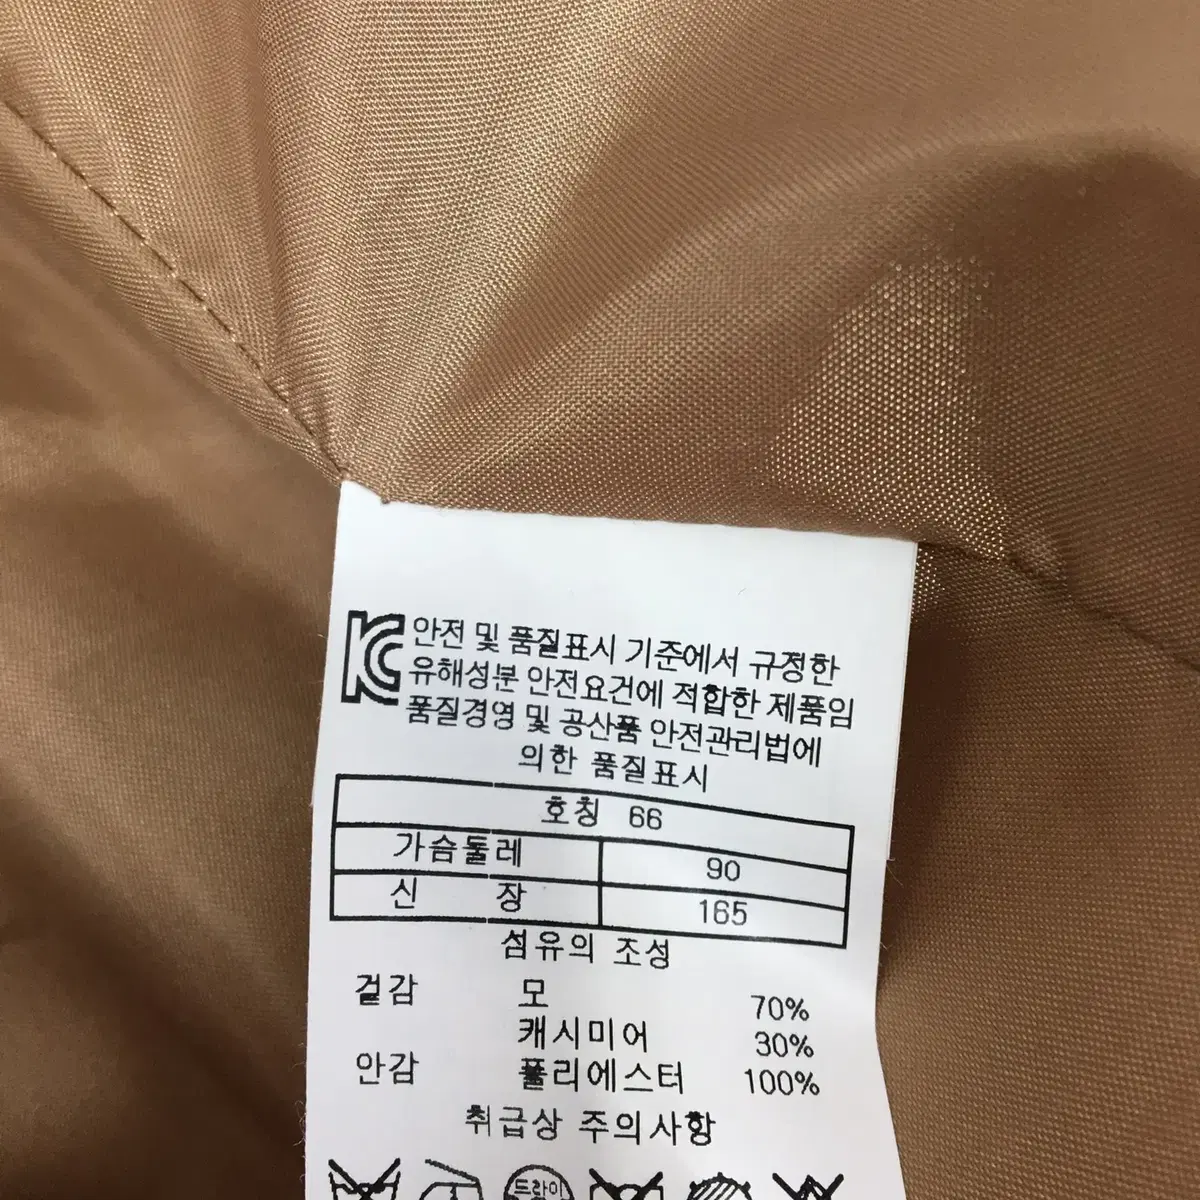 KC 안전 및 품질표시 기준에서 규정한
유해성분 안전요건에 적합한 제품임
품질경영 및 공산품 안전관리법에
의한 품질표시
호칭 66
가슴둘레 90
신 장 165
섬유의 조성
겉감 모 70%
캐시미어 30%
안감 폴리에스터 100%
취급상 주의사항
드라이